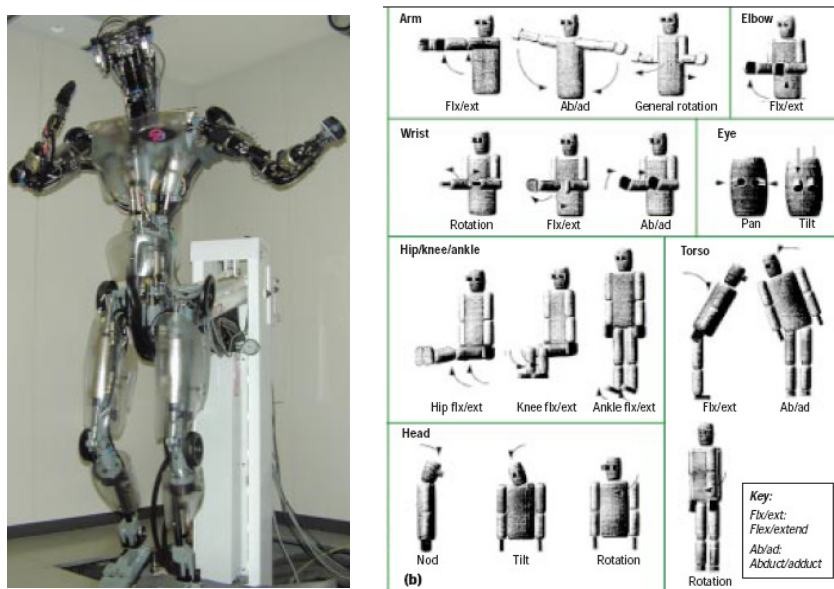 Arm
Flx/ext
Ab/ad
General rotation
Elbow
Flx/ext
Wrist
Rotation
Flx/ext
Ab/ad
Eye
Pan
Tilt
Hip/knee/ankle
Hip flx/ext
Knee flx/ext
Ankle flx/ext
Torso
Flx/ext
Ab/ad
Rotation
Head
Nod
Tilt
Rotation
(b)
Key:
Flx/ext:
Flex/extend
Ab/ad:
Abduct/adduct